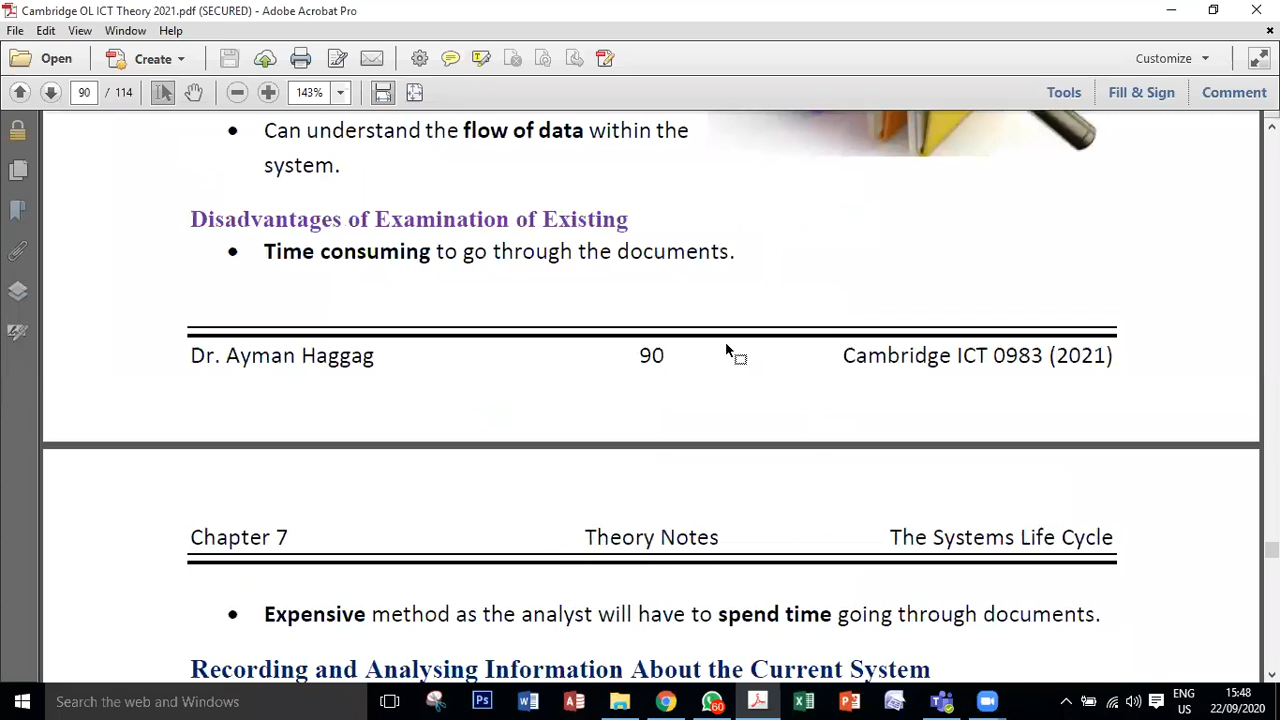 Cambridge OL ICT Theory 2021.pdf (SECURED) - Adobe Acrobat Pro
File Edit View Window Help
Open Create Customize
90 / 114 143% Tools Fill & Sign Comment
• Can understand the flow of data within the
system.
Disadvantages of Examination of Existing
• Time consuming to go through the documents.
Dr. Ayman Haggag 90 Cambridge ICT 0983 (2021)
Chapter 7 Theory Notes The Systems Life Cycle
• Expensive method as the analyst will have to spend time going through documents.
Recording and Analysing Information About the Current System
Search the web and Windows
60
ENG
US
15:48
22/09/2020